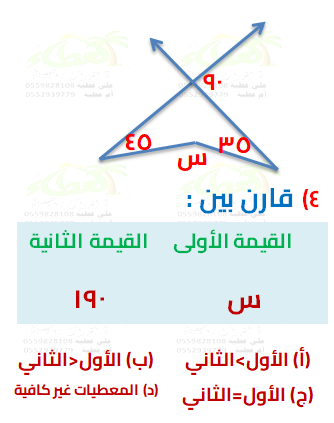 ٩٠
٤٥
٣٥
س
٤) قارن بين :
القيمة الأولى
القيمة الثانية
س
١٩٠
(أ) الأول>الثاني
(ب) الأول<الثاني
(ج) الأول=الثاني
(د) المعطيات غير كافية